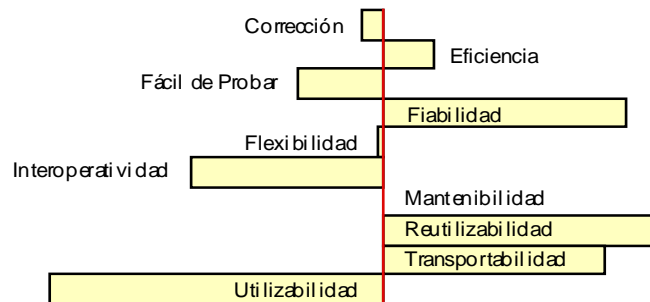 Corrección
Eficiencia
Fácil de Probar
Fiabilidad
Flexibilidad
Interoperatividad
Mantenibilidad
Reutilizabilidad
Transportabilidad
Utilizabilidad